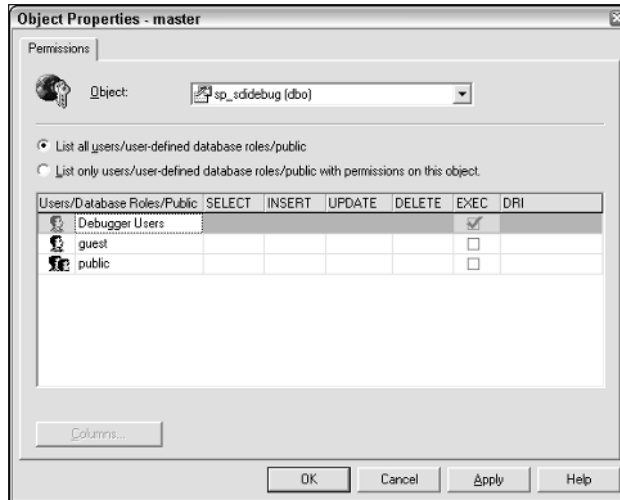 Object Properties - master
Permissions
Object: sp_sdidebug (dbo)
List all users/user-defined database roles/public
List only users/user-defined database roles/public with permissions on this object.
Users/Database Roles/Public SELECT INSERT UPDATE DELETE EXEC DRI
Debugger Users
guest
public
Columns...
OK Cancel Apply Help